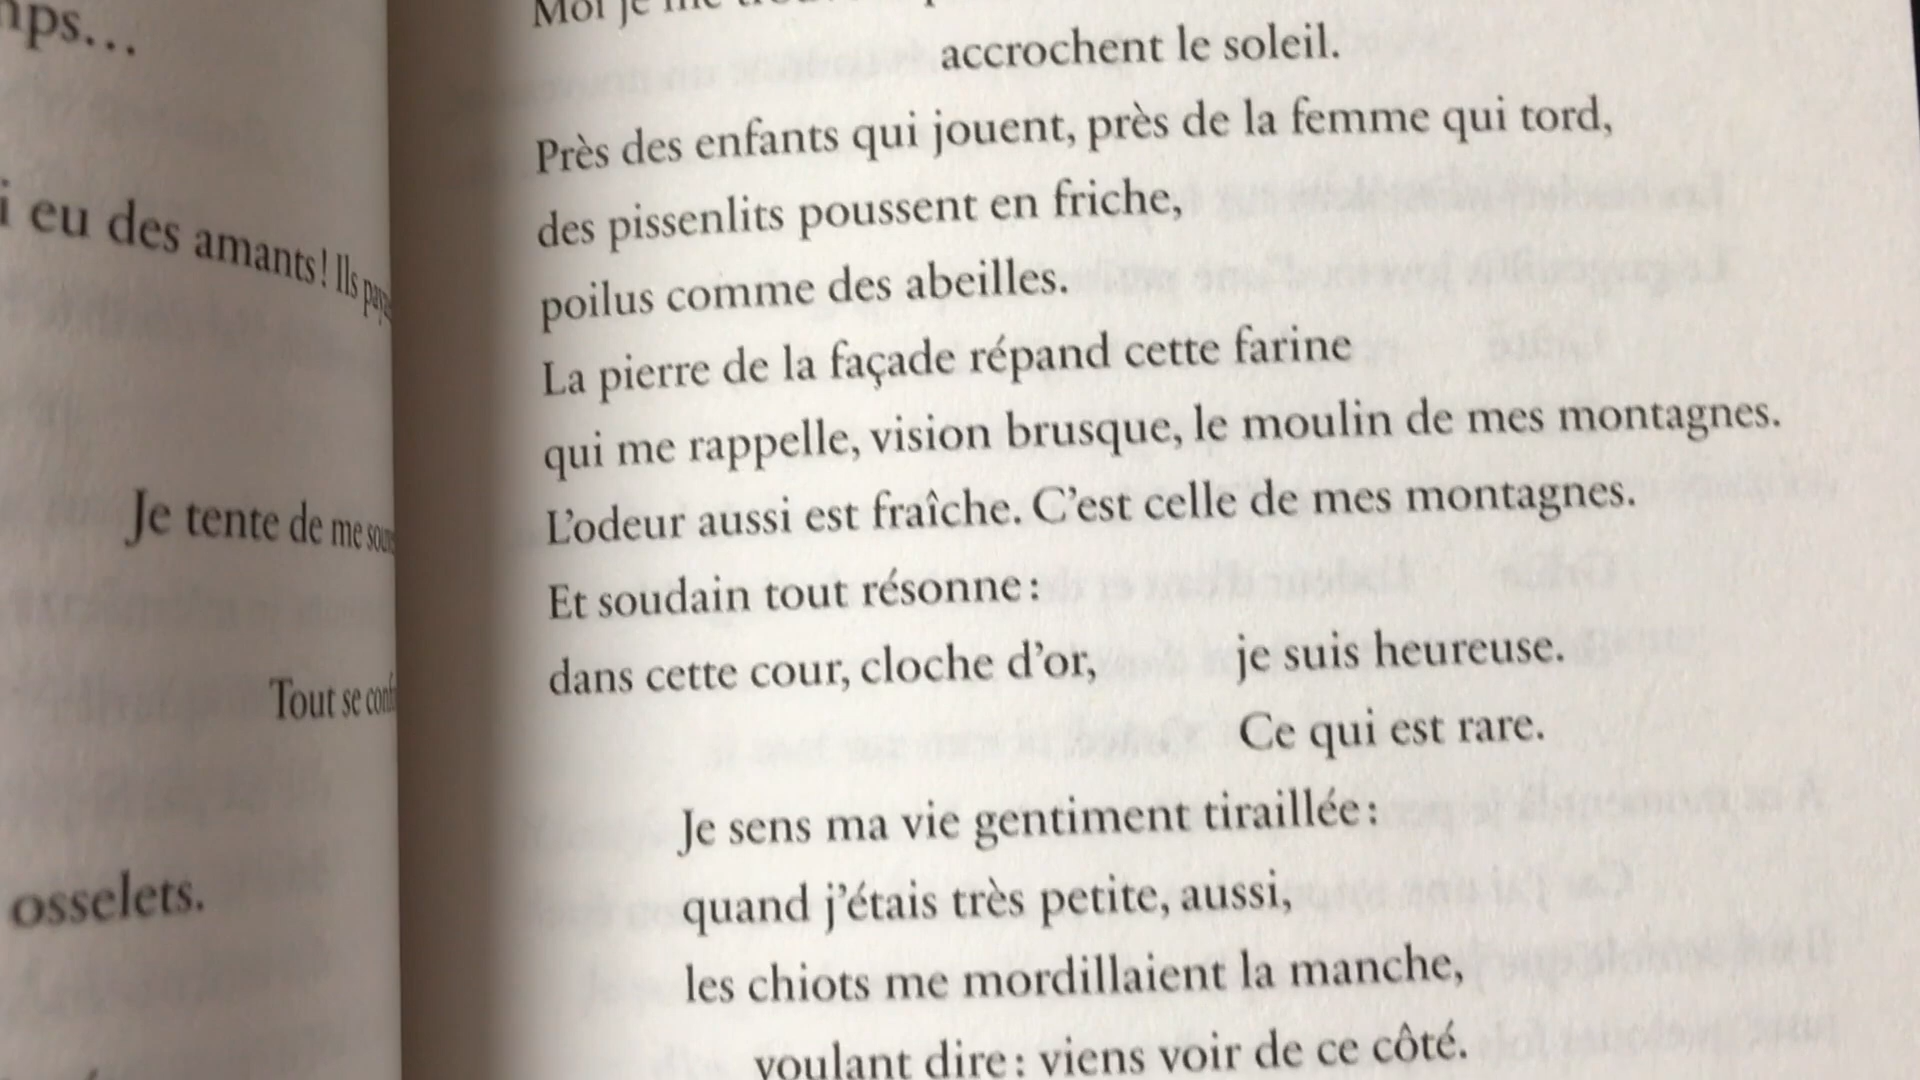 mps...
i eu des amants! Ils
Je tente de me
Tout se
osselets.
Moi je me
accrochent le soleil.
Près des enfants qui jouent, près de la femme qui tord,
des pissenlits poussent en friche,
poilus comme des abeilles.
La pierre de la façade répand cette farine
qui me rappelle, vision brusque, le moulin de mes montagnes.
L’odeur aussi est fraîche. C’est celle de mes montagnes.
Et soudain tout résonne :
dans cette cour, cloche d’or, je suis heureuse.
Ce qui est rare.
Je sens ma vie gentiment tiraillée :
quand j’étais très petite, aussi,
les chiots me mordillaient la manche,
voulant dire : viens voir de ce côté.